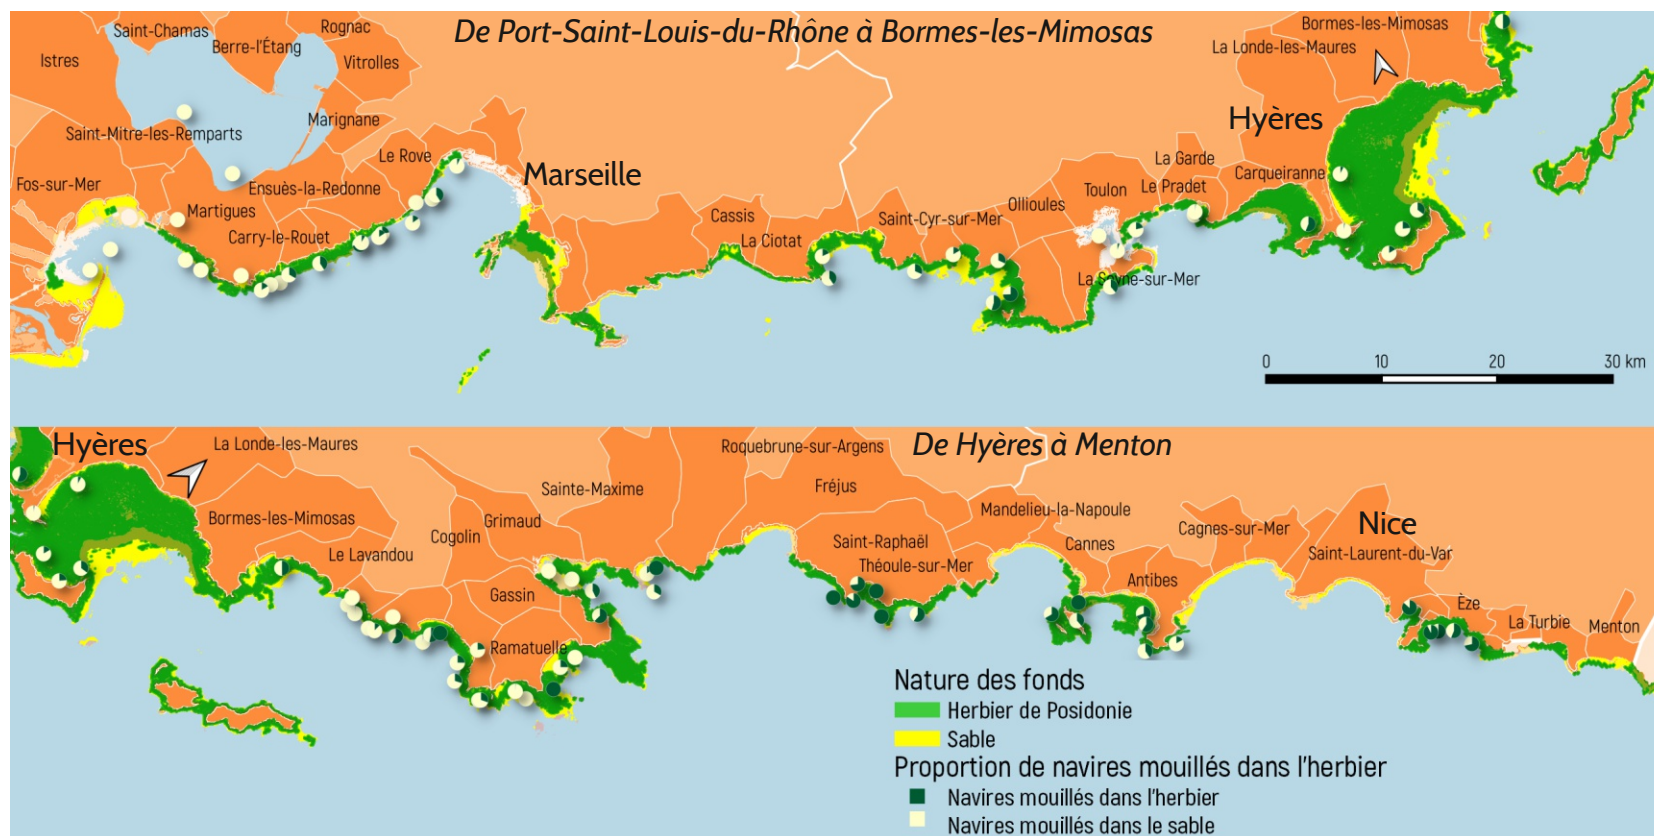 De Port-Saint-Louis-du-Rhône à Bormes-les-Mimosas
Saint-Chamas
Berre-l'Étang
Rognac
Istres
Vitrolles
Saint-Mitre-les-Remparts
Marignane
Fos-sur-Mer
Martigues
Ensuès-la-Redonne
Le Rove
Carry-le-Rouet
Marseille
Cassis
La Ciotat
Saint-Cyr-sur-Mer
Ollioules
Toulon
La Garde
Le Pradet
La Seyne-sur-Mer
Carqueiranne
Hyères
La Londe-les-Maures
Bormes-les-Mimosas
0 10 20 30 km
De Hyères à Menton
Hyères
La Londe-les-Maures
Bormes-les-Mimosas
Le Lavandou
Cogolin
Grimaud
Sainte-Maxime
Gassin
Ramatuelle
Roquebrune-sur-Argens
Fréjus
Saint-Raphaël
Théoule-sur-Mer
Mandelieu-la-Napoule
Cannes
Antibes
Cagnes-sur-Mer
Nice
Saint-Laurent-du-Var
Èze
La Turbie
Menton
Nature des fonds
Herbier de Posidonie
Sable
Proportion de navires mouillés dans l'herbier
Navires mouillés dans l'herbier
Navires mouillés dans le sable